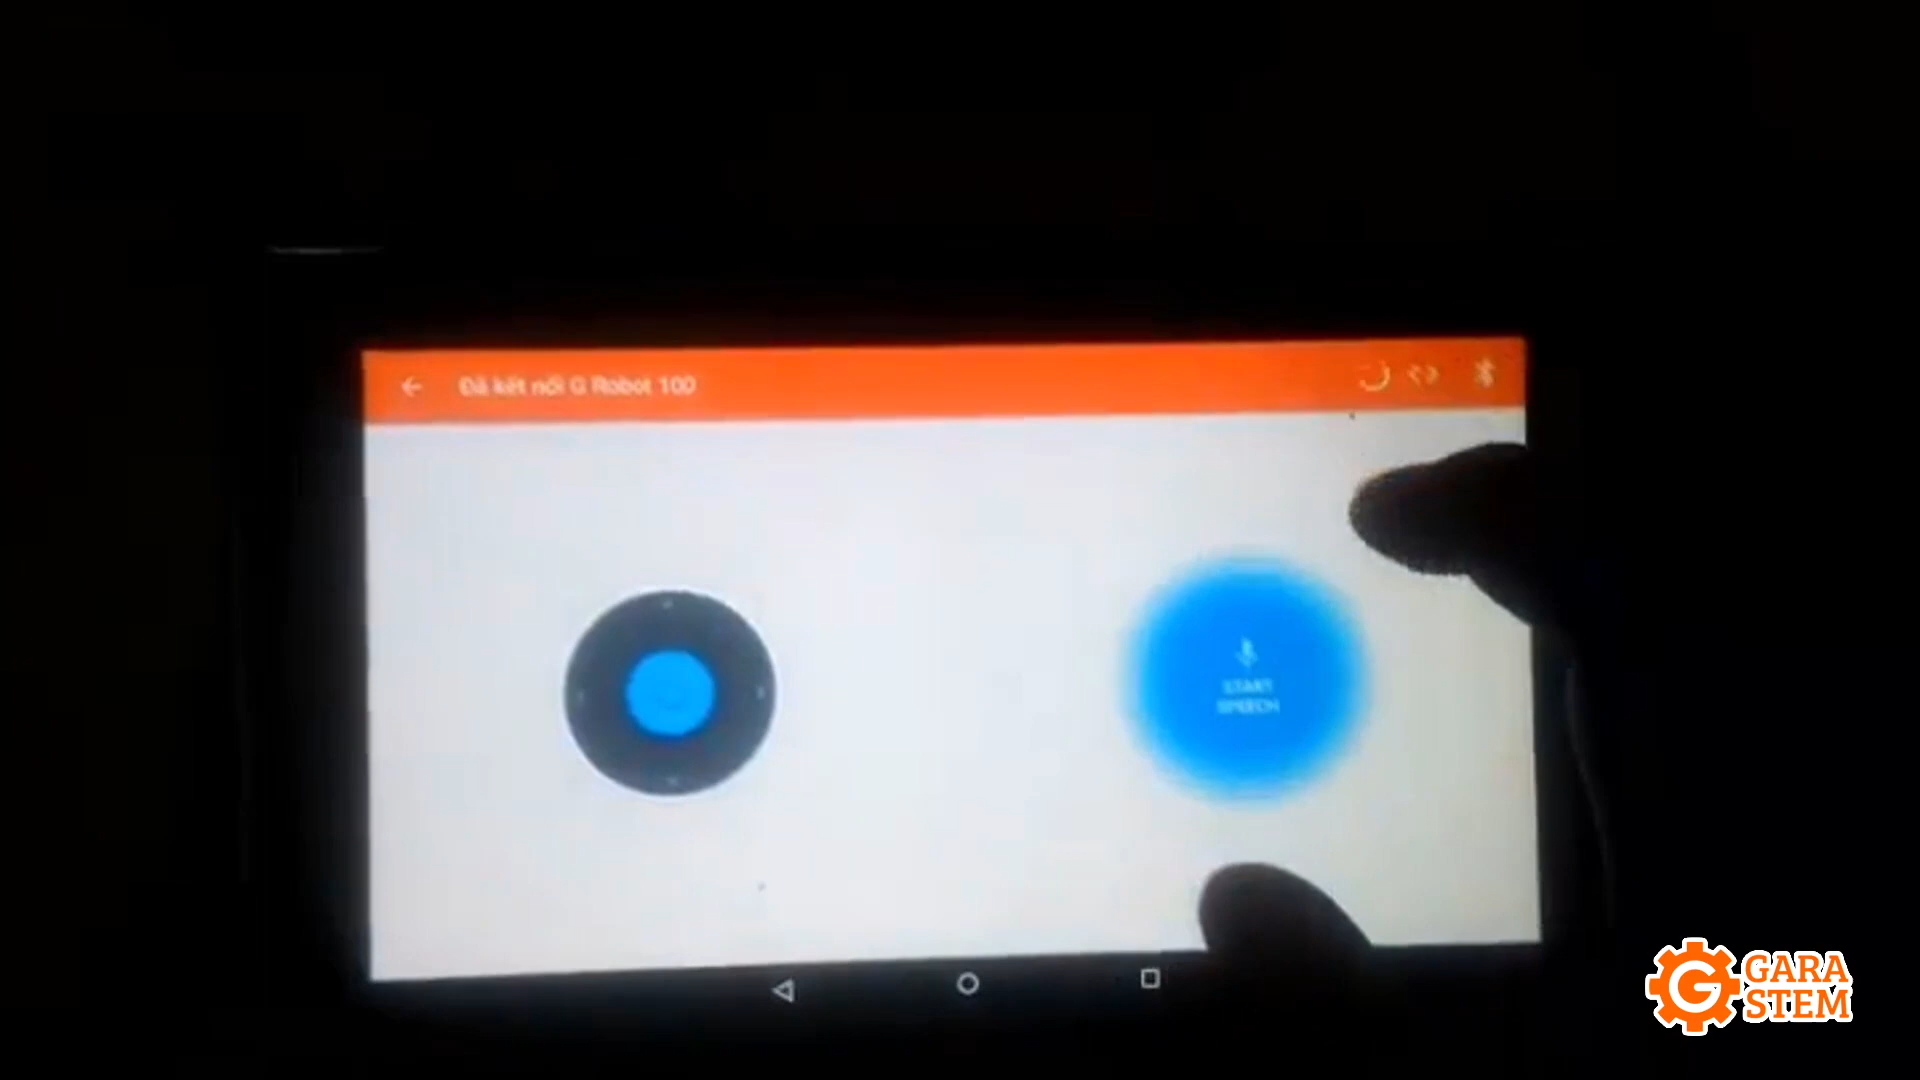 Đã kết nối G Robot 100
START
SPEECH
GARA
STEM